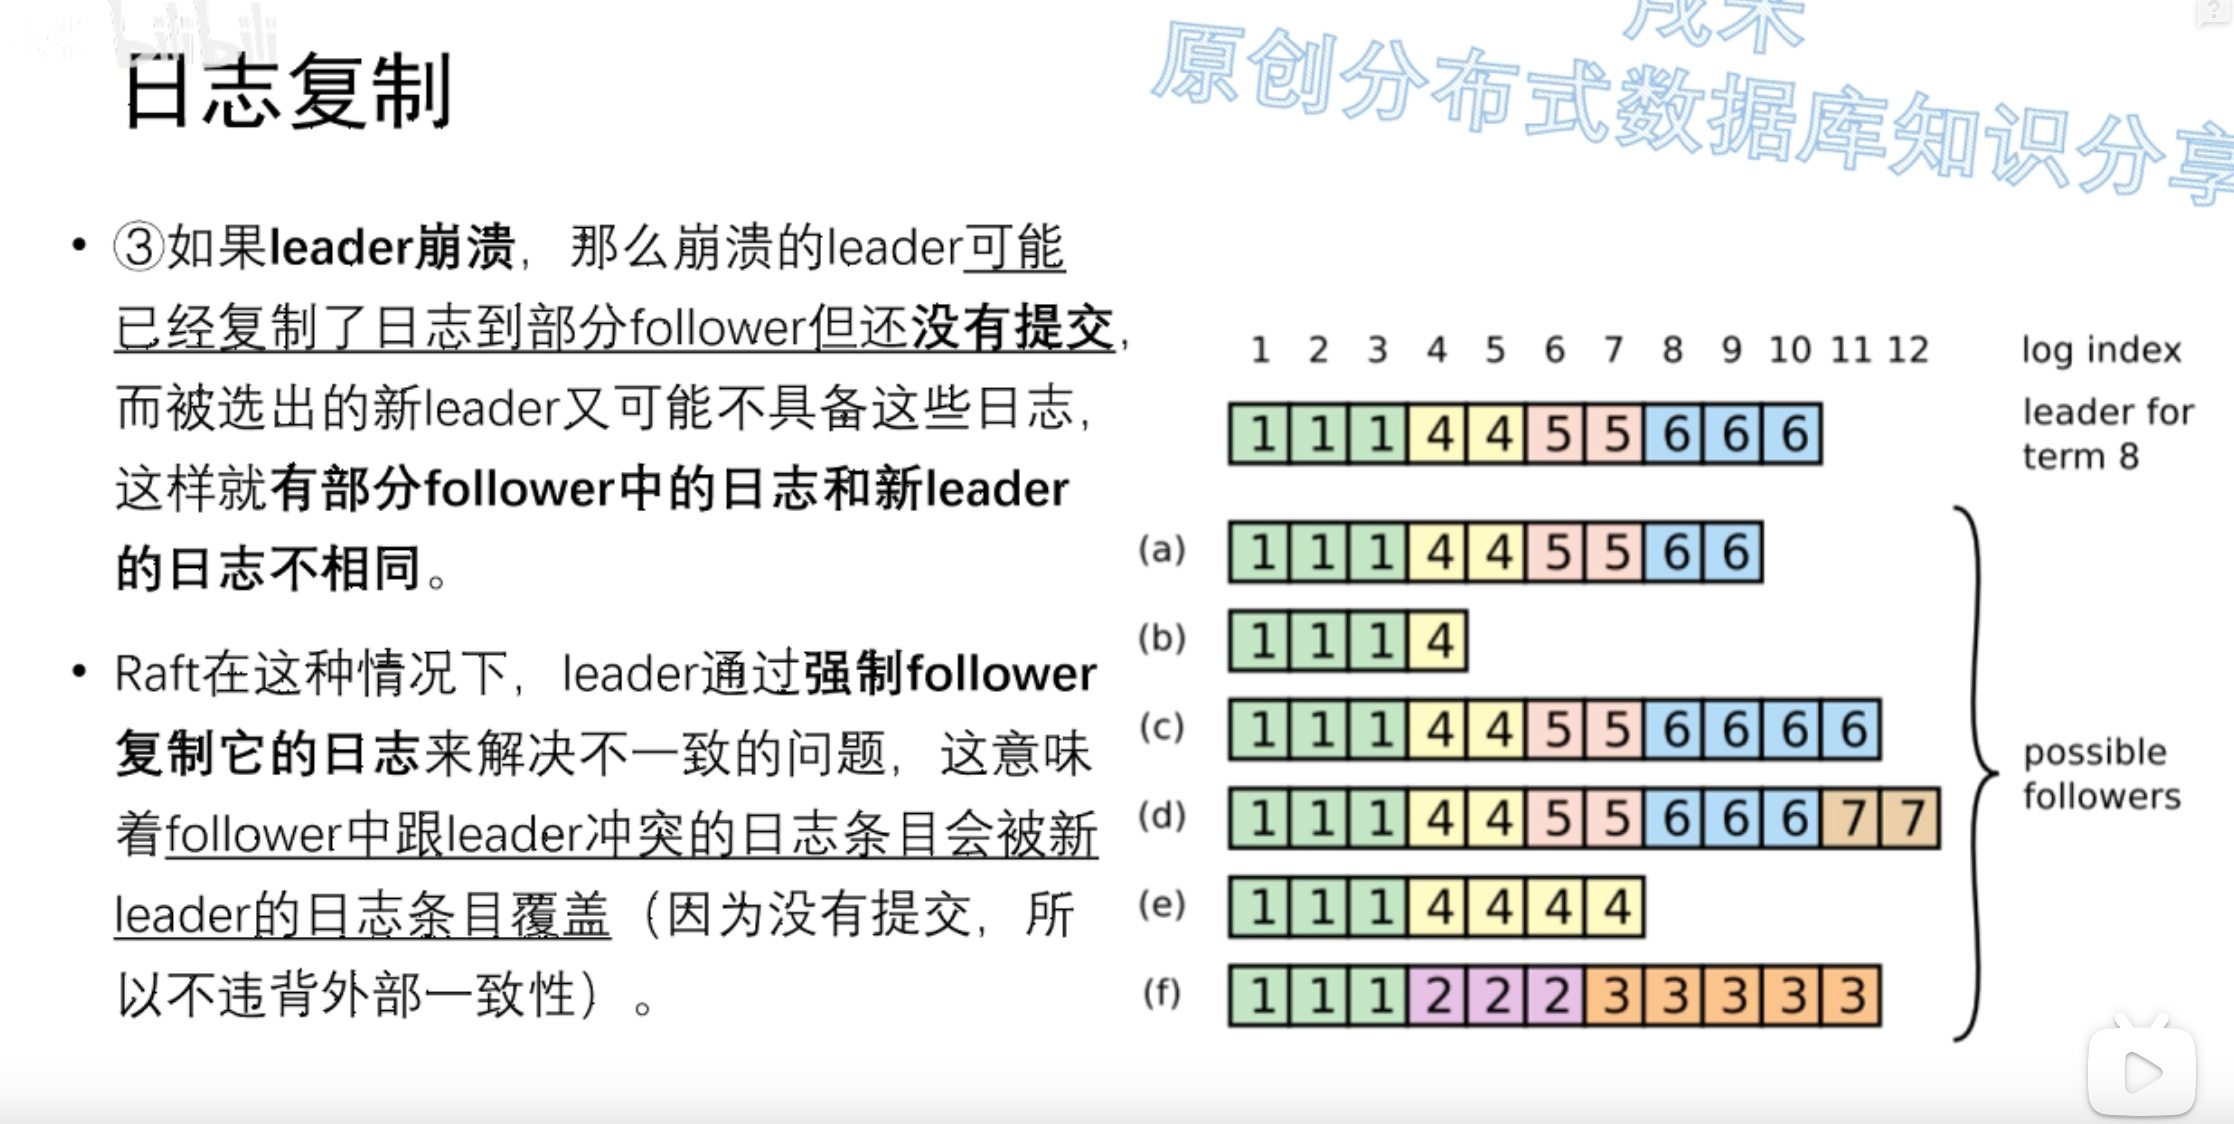 bilibili
日志复制
原创分布式数据库知识分享
• ③如果leader崩溃，那么崩溃的leader可能
已经复制了日志到部分follower但还没有提交，
而被选出的新leader又可能不具备这些日志，
这样就有部分follower中的日志和新leader
的日志不相同。
• Raft在这种情况下，leader通过强制follower
复制它的日志来解决不一致的问题，这意味
着follower中跟leader冲突的日志条目会被新
leader的日志条目覆盖（因为没有提交，所
以不违背外部一致性）。
1 2 3 4 5 6 7 8 9 10 11 12 log index
1 1 1 4 4 5 5 6 6 6
leader for
term 8
(a) 1 1 1 4 4 5 5 6 6
(b) 1 1 1 4
(c) 1 1 1 4 4 5 5 6 6 6 6
(d) 1 1 1 4 4 5 5 6 6 6 7 7
(e) 1 1 1 4 4 4 4
(f) 1 1 1 2 2 2 3 3 3 3 3
possible
followers